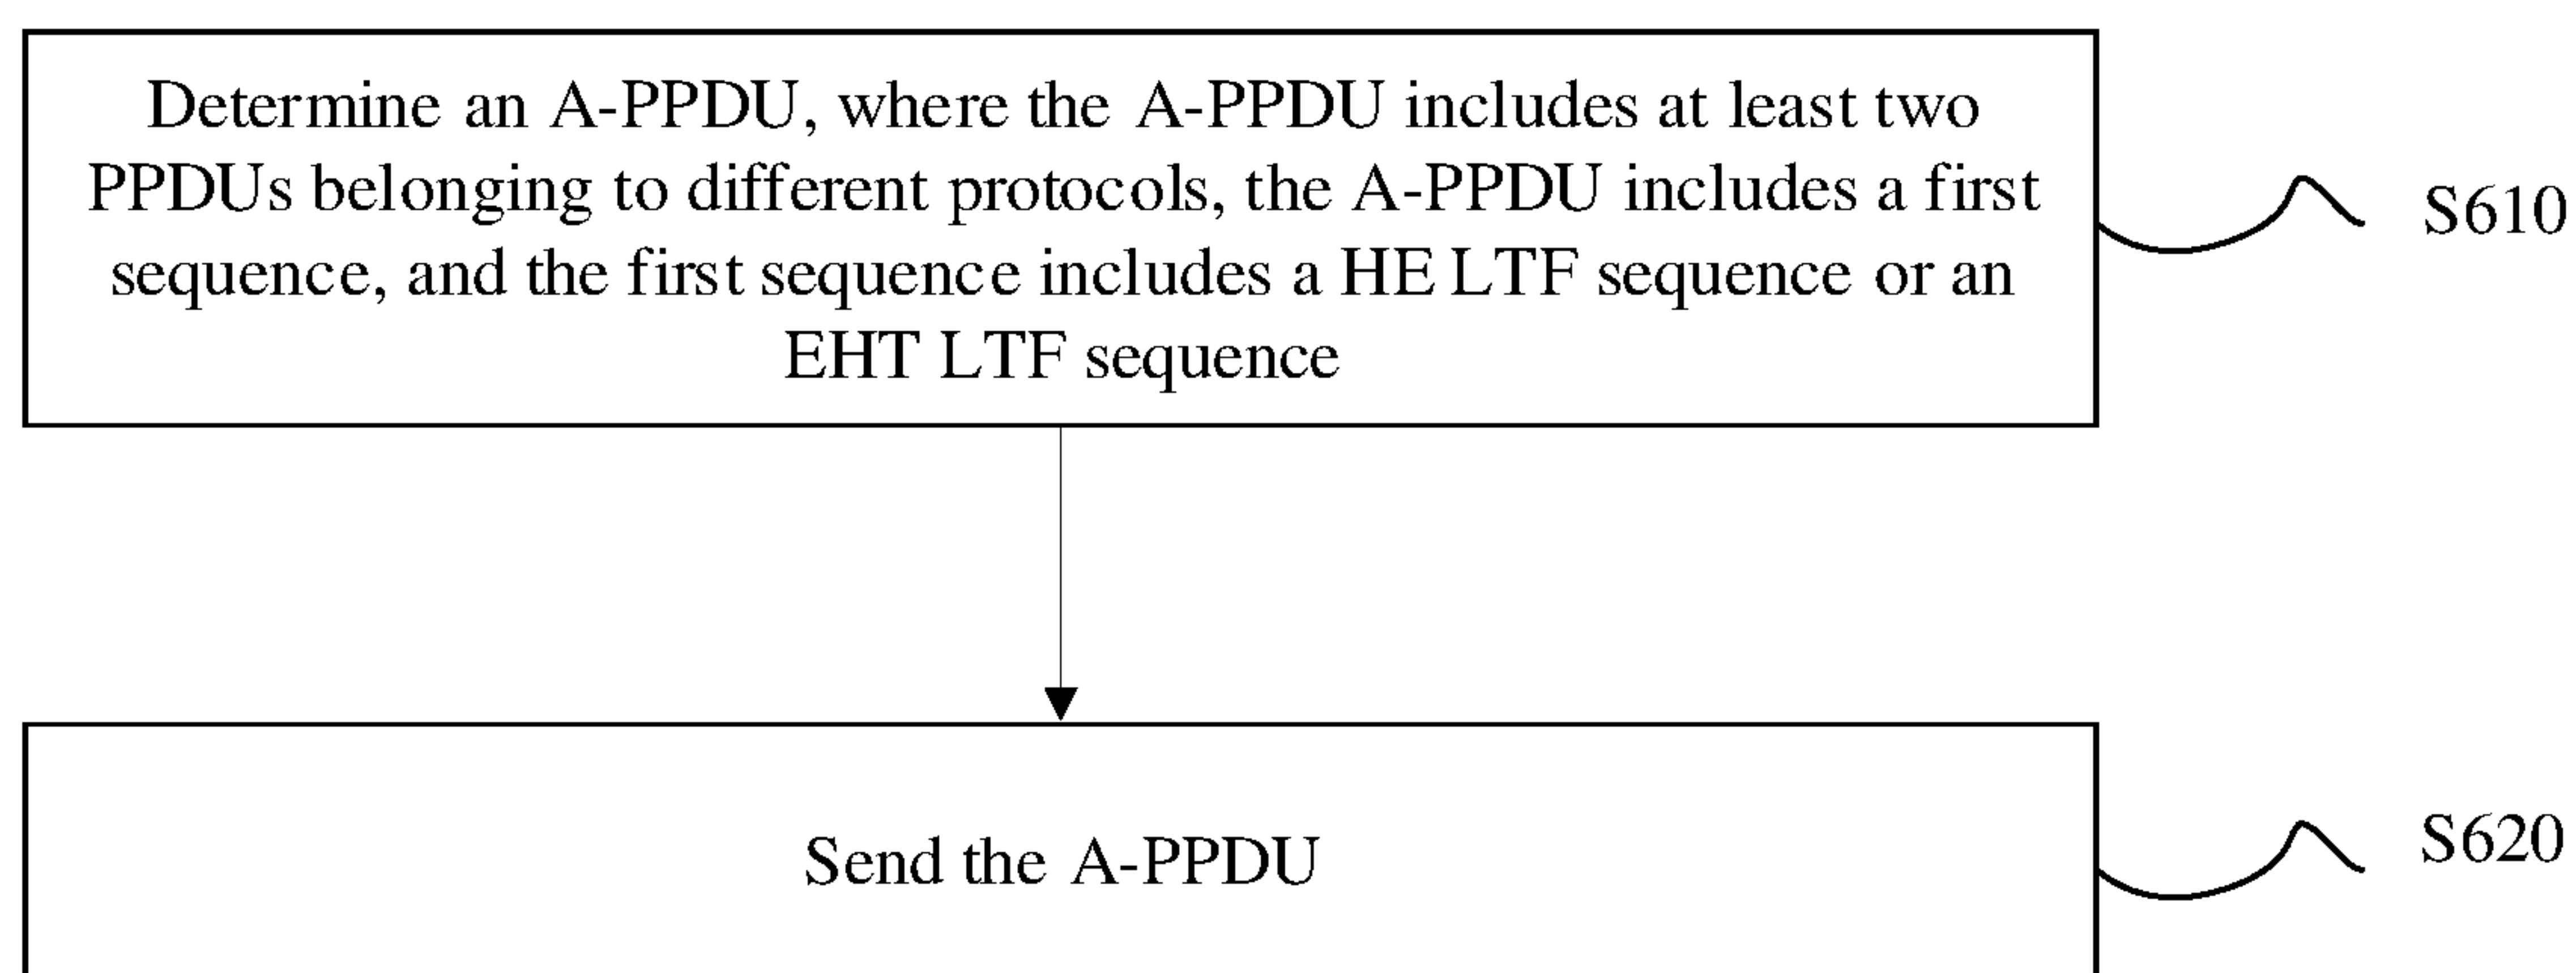 Determine an A-PPDU, where the A-PPDU includes at least two
PPDUs belonging to different protocols, the A-PPDU includes a first
sequence, and the first sequence includes a HE LTF sequence or an
EHT LTF sequence
S610
Send the A-PPDU
S620